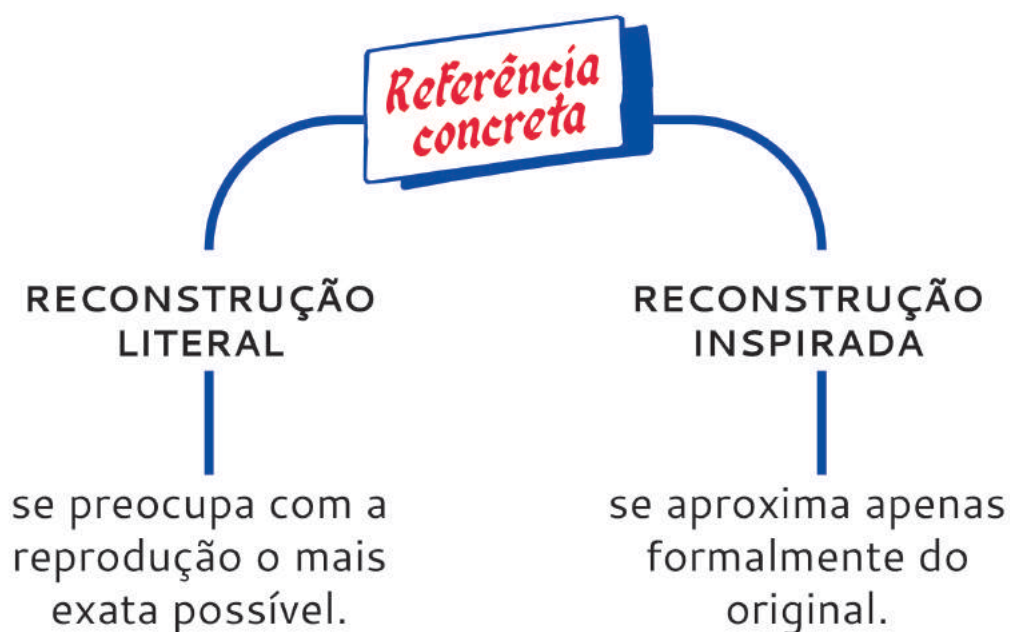 Referência
concreta
RECONSTRUÇÃO
LITERAL
se preocupa com a
reprodução o mais
exata possível.
RECONSTRUÇÃO
INSPIRADA
se aproxima apenas
formalmente do
original.